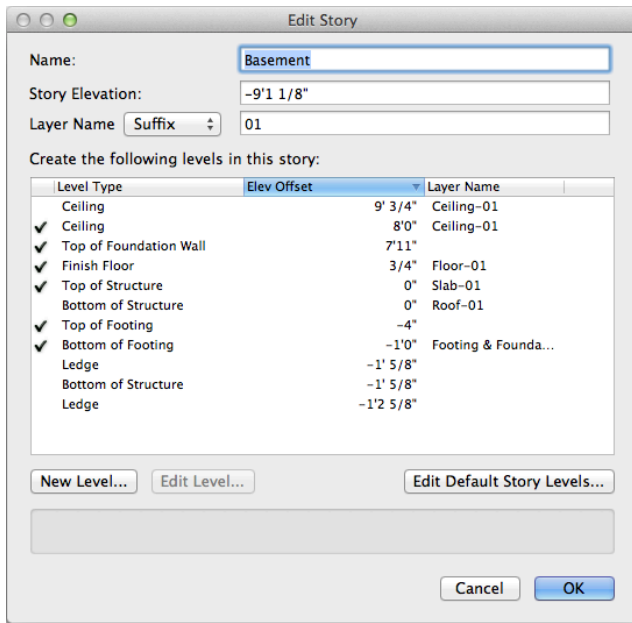 Edit Story
Name: Basement
Story Elevation: -9'1 1/8"
Layer Name Suffix 01
Create the following levels in this story:
Level Type Elev Offset Layer Name
Ceiling 9' 3/4" Ceiling-01
✔ Ceiling 8'0" Ceiling-01
✔ Top of Foundation Wall 7'11"
✔ Finish Floor 3/4" Floor-01
✔ Top of Structure 0" Slab-01
Bottom of Structure 0" Roof-01
✔ Top of Footing -4"
✔ Bottom of Footing -1'0" Footing & Founda...
Ledge -1' 5/8"
Bottom of Structure -1' 5/8"
Ledge -1'2 5/8"
New Level... Edit Level... Edit Default Story Levels...
Cancel OK